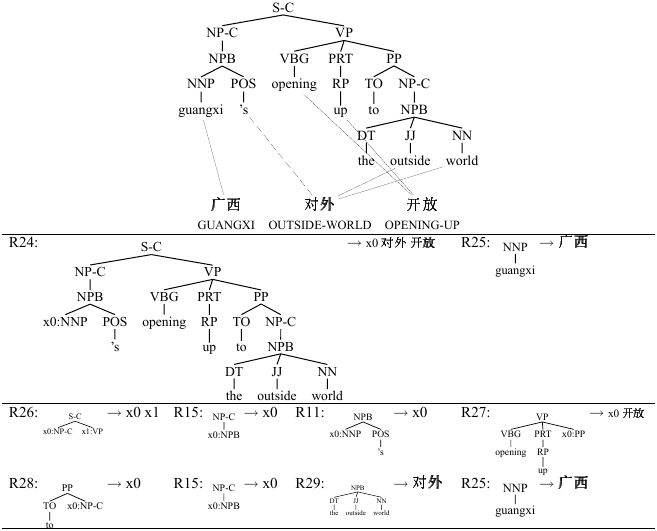 S-C
NP-C VP
NPB VBG PRT PP
NNP POS opening RP TO NP-C
guangxi 's up to NPB
DT JJ NN
the outside world
广西 对外 开放
GUANGXI OUTSIDE-WORLD OPENING-UP
R24: S-C → x0 对外 开放 R25: NNP → 广西
guangxi
NP-C VP
NPB VBG PRT PP
x0:NNP POS opening RP TO NP-C
's up to NPB
DT JJ NN
the outside world
R26: S-C → x0 x1 R15: NP-C → x0 R11: NPB → x0 R27: VP → x0 开放
x0:NP-C x1:VP x0:NPB x0:NNP POS VBG PRT x0:PP
's opening RP
up
R28: PP → x0 R15: NP-C → x0 R29: NPB → 对外 R25: NNP → 广西
TO x0:NP-C x0:NPB DT JJ NN guangxi
to the outside world